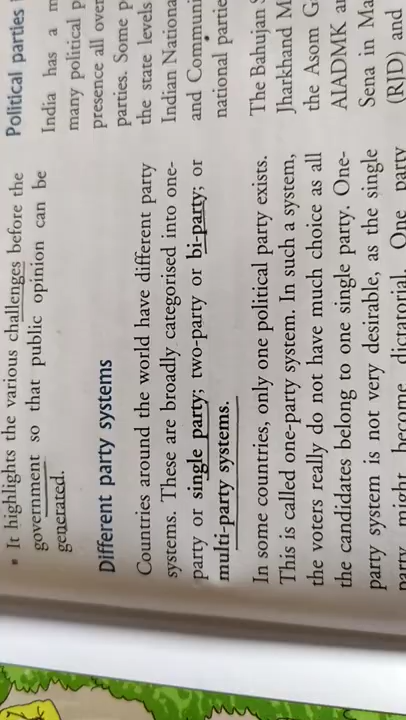 • It highlights the various challenges before the
government so that public opinion can be
generated.
Different party systems
Countries around the world have different party
systems. These are broadly categorised into one-
party or single party; two-party or bi-party; or
multi-party systems.
In some countries, only one political party exists.
This is called one-party system. In such a system,
the voters really do not have much choice as all
the candidates belong to one single party. One-
party system is not very desirable, as the single
party might become dictatorial. One party
Political parties
India has a
many political
presence all over
parties. Some
the state levels
Indian
and
national
The Bahujan
Jharkhand
the Asom
AIADMK
Sena in
(RJD) and